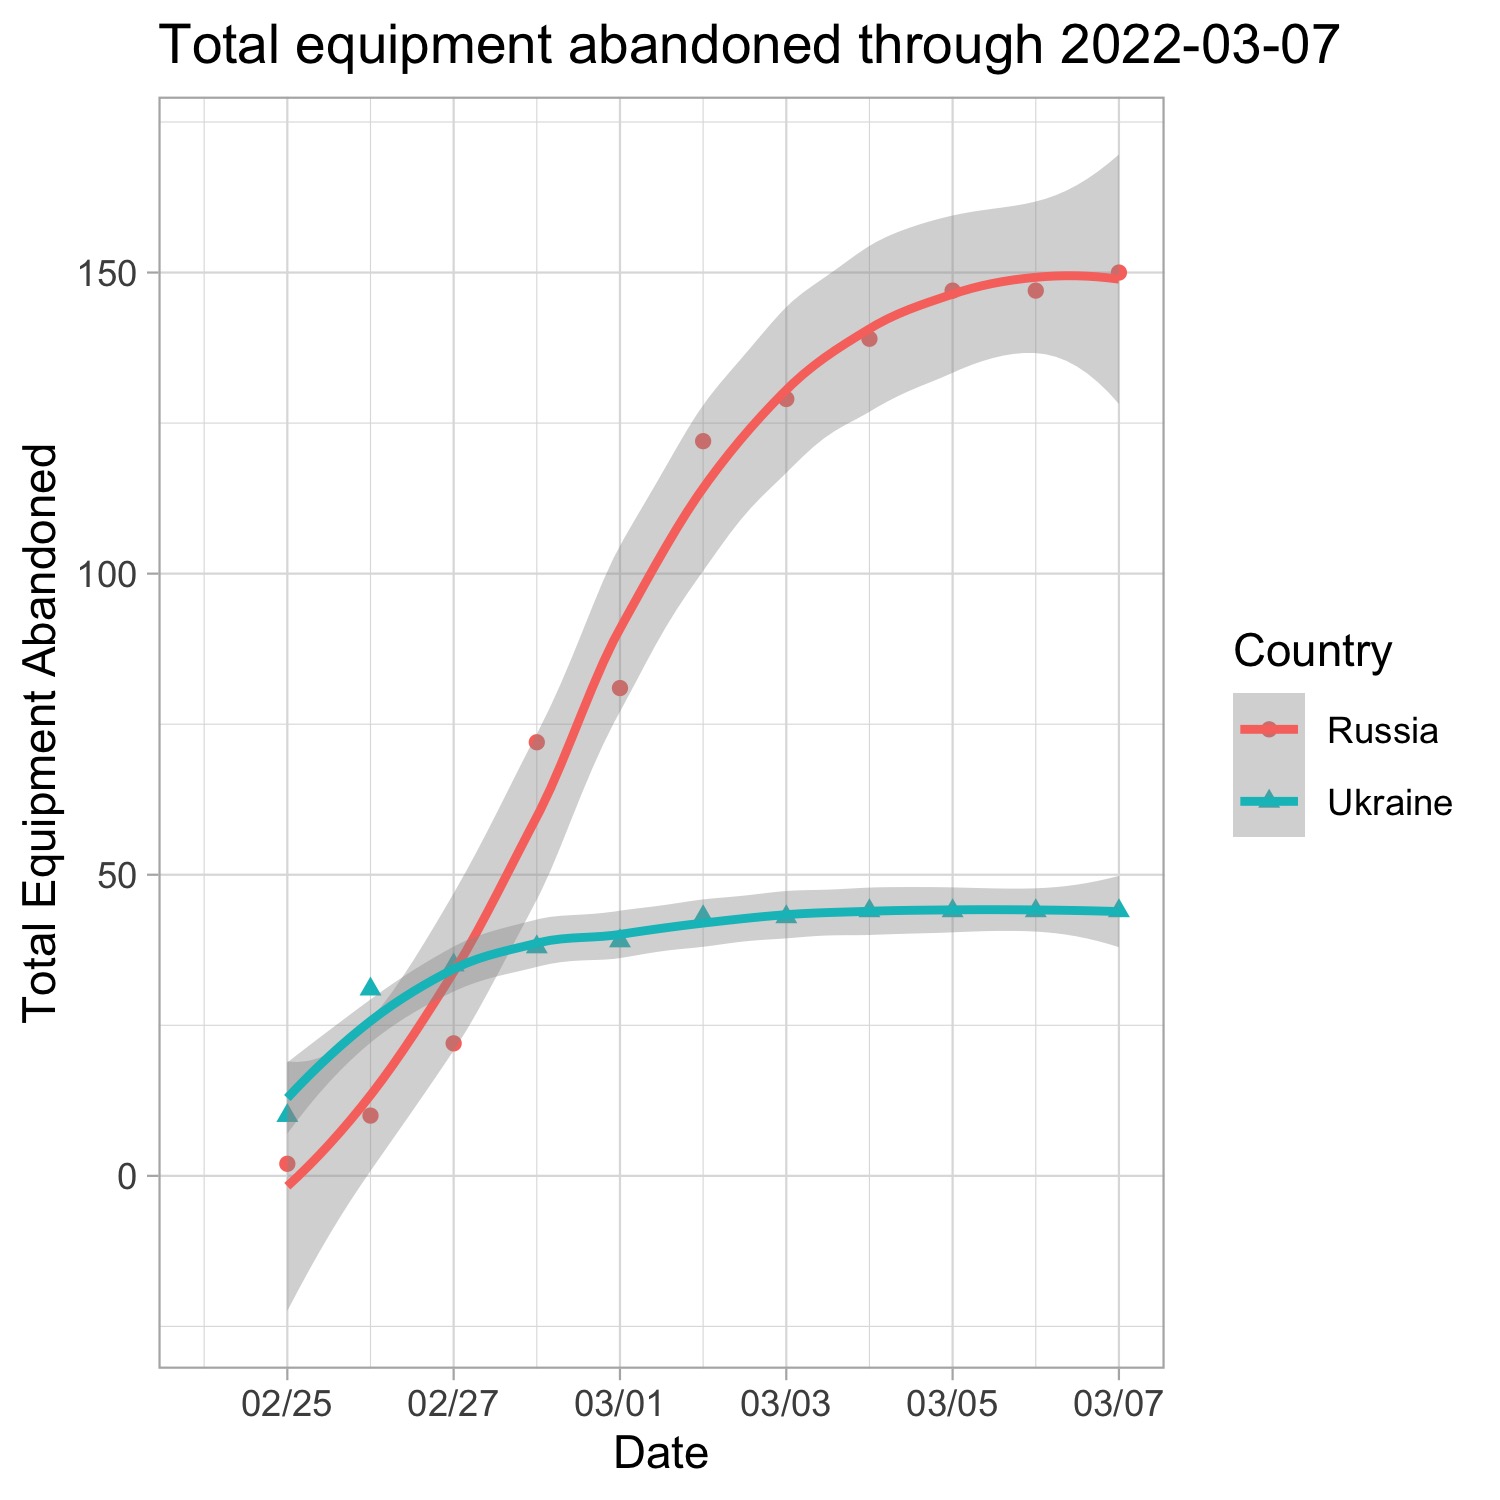 Total equipment abandoned through 2022-03-07
Total Equipment Abandoned
150
100
50
0
02/25 02/27 03/01 03/03 03/05 03/07
Date
Country
Russia
Ukraine